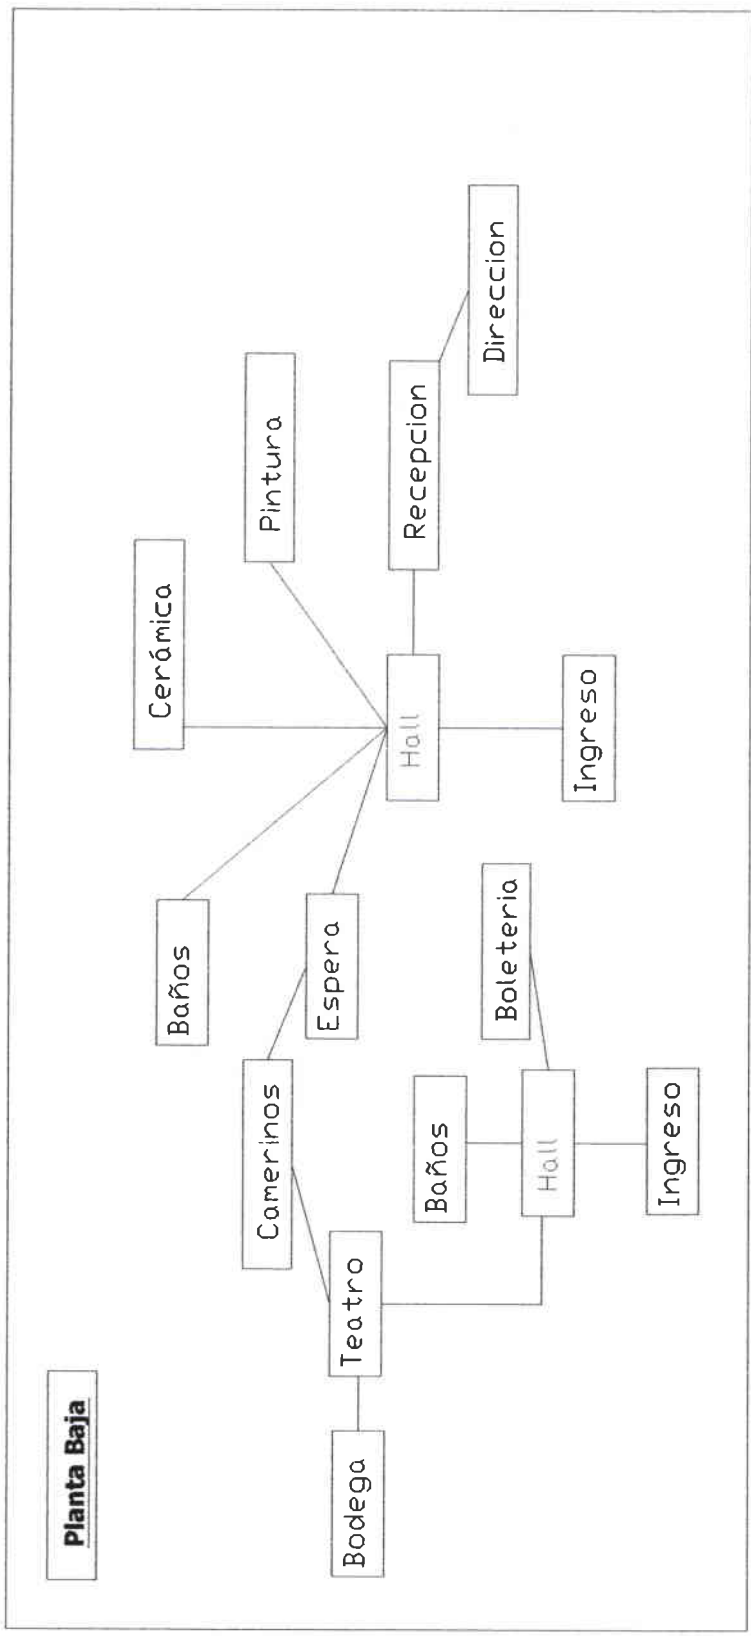 Planta Baja
Cerámica
Baños
Pintura
Camerinos
Espera
Bodega
Teatro
Hall
Recepcion
Baños
Boleteria
Direccion
Hall
Ingreso
Ingreso